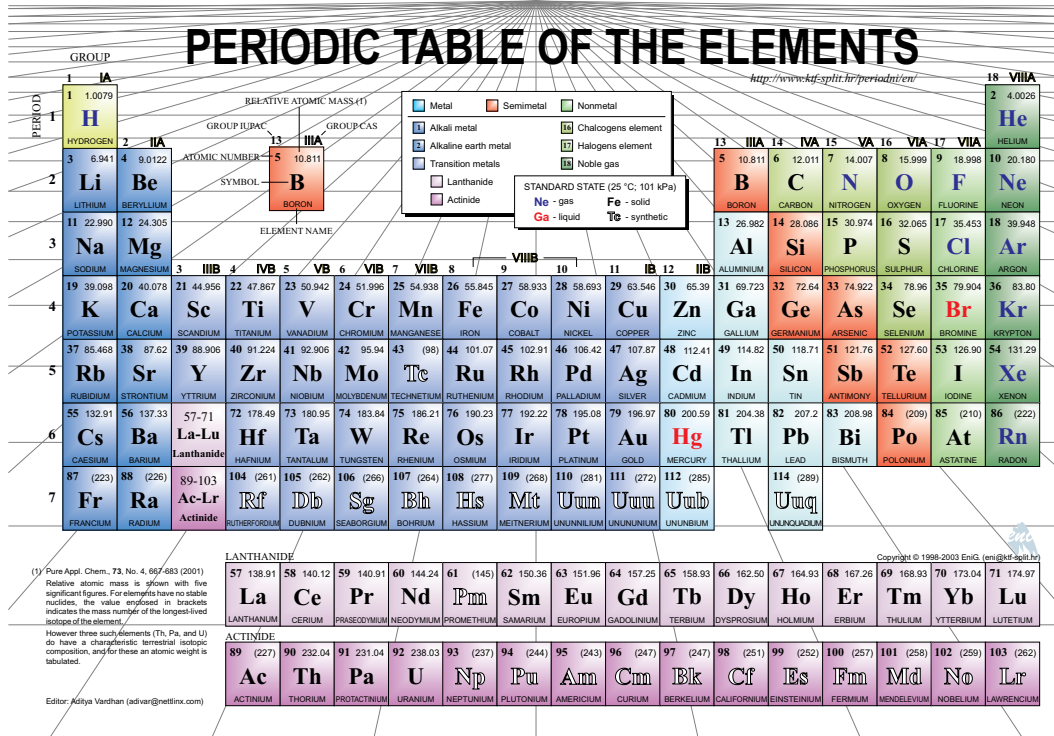 PERIODIC TABLE OF THE ELEMENTS
http://www.ktf-split.hr/periodni/en/
GROUP
PERIOD
1 IA
2 IIA
3 IIIB
4 IVB
5 VB
6 VIB
7 VIIB
8 9 10 VIIIB
11 IB
12 IIB
13 IIIA
14 IVA
15 VA
16 VIA
17 VIIA
18 VIIIA
RELATIVE ATOMIC MASS (1)
GROUP IUPAC
GROUP CAS
13 IIIA
ATOMIC NUMBER
5 10.811
SYMBOL
B
BORON
ELEMENT NAME
Metal Semimetal Nonmetal
1 Alkali metal
2 Alkaline earth metal
Transition metals
Lanthanide
Actinide
16 Chalcogens element
17 Halogens element
18 Noble gas
STANDARD STATE (25 °C; 101 kPa)
Ne - gas Fe - solid
Ga - liquid Tc - synthetic
1
1 1.0079 2 4.0026
H He
HYDROGEN HELIUM
2
3 6.941 4 9.0122 5 10.811 6 12.011 7 14.007 8 15.999 9 18.998 10 20.180
Li Be B C N O F Ne
LITHIUM BERYLLIUM BORON CARBON NITROGEN OXYGEN FLUORINE NEON
3
11 22.990 12 24.305 13 26.982 14 28.086 15 30.974 16 32.065 17 35.453 18 39.948
Na Mg Al Si P S Cl Ar
SODIUM MAGNESIUM ALUMINIUM SILICON PHOSPHORUS SULPHUR CHLORINE ARGON
4
19 39.098 20 40.078 21 44.956 22 47.867 23 50.942 24 51.996 25 54.938 26 55.845 27 58.933 28 58.693 29 63.546 30 65.39 31 69.723 32 72.64 33 74.922 34 78.96 35 79.904 36 83.80
K Ca Sc Ti V Cr Mn Fe Co Ni Cu Zn Ga Ge As Se Br Kr
POTASSIUM CALCIUM SCANDIUM TITANIUM VANADIUM CHROMIUM MANGANESE IRON COBALT NICKEL COPPER ZINC GALLIUM GERMANIUM ARSENIC SELENIUM BROMINE KRYPTON
5
37 85.468 38 87.62 39 88.906 40 91.224 41 92.906 42 95.94 43 (98) 44 101.07 45 102.91 46 106.42 47 107.87 48 112.41 49 114.82 50 118.71 51 121.76 52 127.60 53 126.90 54 131.29
Rb Sr Y Zr Nb Mo Tc Ru Rh Pd Ag Cd In Sn Sb Te I Xe
RUBIDIUM STRONTIUM YTTRIUM ZIRCONIUM NIOBIUM MOLYBDENUM TECHNETIUM RUTHENIUM RHODIUM PALLADIUM SILVER CADMIUM INDIUM TIN ANTIMONY TELLURIUM IODINE XENON
6
55 132.91 56 137.33 57-71 72 178.49 73 180.95 74 183.84 75 186.21 76 190.23 77 192.22 78 195.08 79 196.97 80 200.59 81 204.38 82 207.2 83 208.98 84 (209) 85 (210) 86 (222)
Cs Ba La-Lu Hf Ta W Re Os Ir Pt Au Hg Tl Pb Bi Po At Rn
CAESIUM BARIUM Lanthanide HAFNIUM TANTALUM TUNGSTEN RHENIUM OSMIUM IRIDIUM PLATINUM GOLD MERCURY THALLIUM LEAD BISMUTH POLONIUM ASTATINE RADON
7
87 (223) 88 (226) 89-103 104 (261) 105 (262) 106 (266) 107 (264) 108 (277) 109 (268) 110 (281) 111 (272) 112 (285) 114 (289)
Fr Ra Ac-Lr Rf Db Sg Bh Hs Mt Uun Uuu Uub Uuq
FRANCIUM RADIUM Actinide RUTHERFORDIUM DUBNIUM SEABORGIUM BOHRIUM HASSIUM MEITNERIUM UNUNNILIUM UNUNUNIUM UNUNBIUM UNUNQUADIUM
LANTHANIDE
Copyright © 1998-2003 EniG. (eni@ktf-split.hr)
57 138.91 58 140.12 59 140.91 60 144.24 61 (145) 62 150.36 63 151.96 64 157.25 65 158.93 66 162.50 67 164.93 68 167.26 69 168.93 70 173.04 71 174.97
La Ce Pr Nd Pm Sm Eu Gd Tb Dy Ho Er Tm Yb Lu
LANTHANUM CERIUM PRASEODYMIUM NEODYMIUM PROMETHIUM SAMARIUM EUROPIUM GADOLINIUM TERBIUM DYSPROSIUM HOLMIUM ERBIUM THULIUM YTTERBIUM LUTETIUM
ACTINIDE
89 (227) 90 232.04 91 231.04 92 238.03 93 (237) 94 (244) 95 (243) 96 (247) 97 (247) 98 (251) 99 (252) 100 (257) 101 (258) 102 (259) 103 (262)
Ac Th Pa U Np Pu Am Cm Bk Cf Es Fm Md No Lr
ACTINIUM THORIUM PROTACTINIUM URANIUM NEPTUNIUM PLUTONIUM AMERICIUM CURIUM BERKELIUM CALIFORNIUM EINSTEINIUM FERMIUM MENDELEVIUM NOBELIUM LAWRENCIUM
(1) Pure Appl. Chem., 73, No. 4, 667-683 (2001)
Relative atomic mass is shown with five
significant figures. For elements have no stable
nuclides, the value enclosed in brackets
indicates the mass number of the longest-lived
isotope of the element.
However three such elements (Th, Pa, and U)
do have a characteristic terrestrial isotopic
composition, and for these an atomic weight is
tabulated.
Editor: Aditya Vardhan (adivar@nettlinx.com)
eni